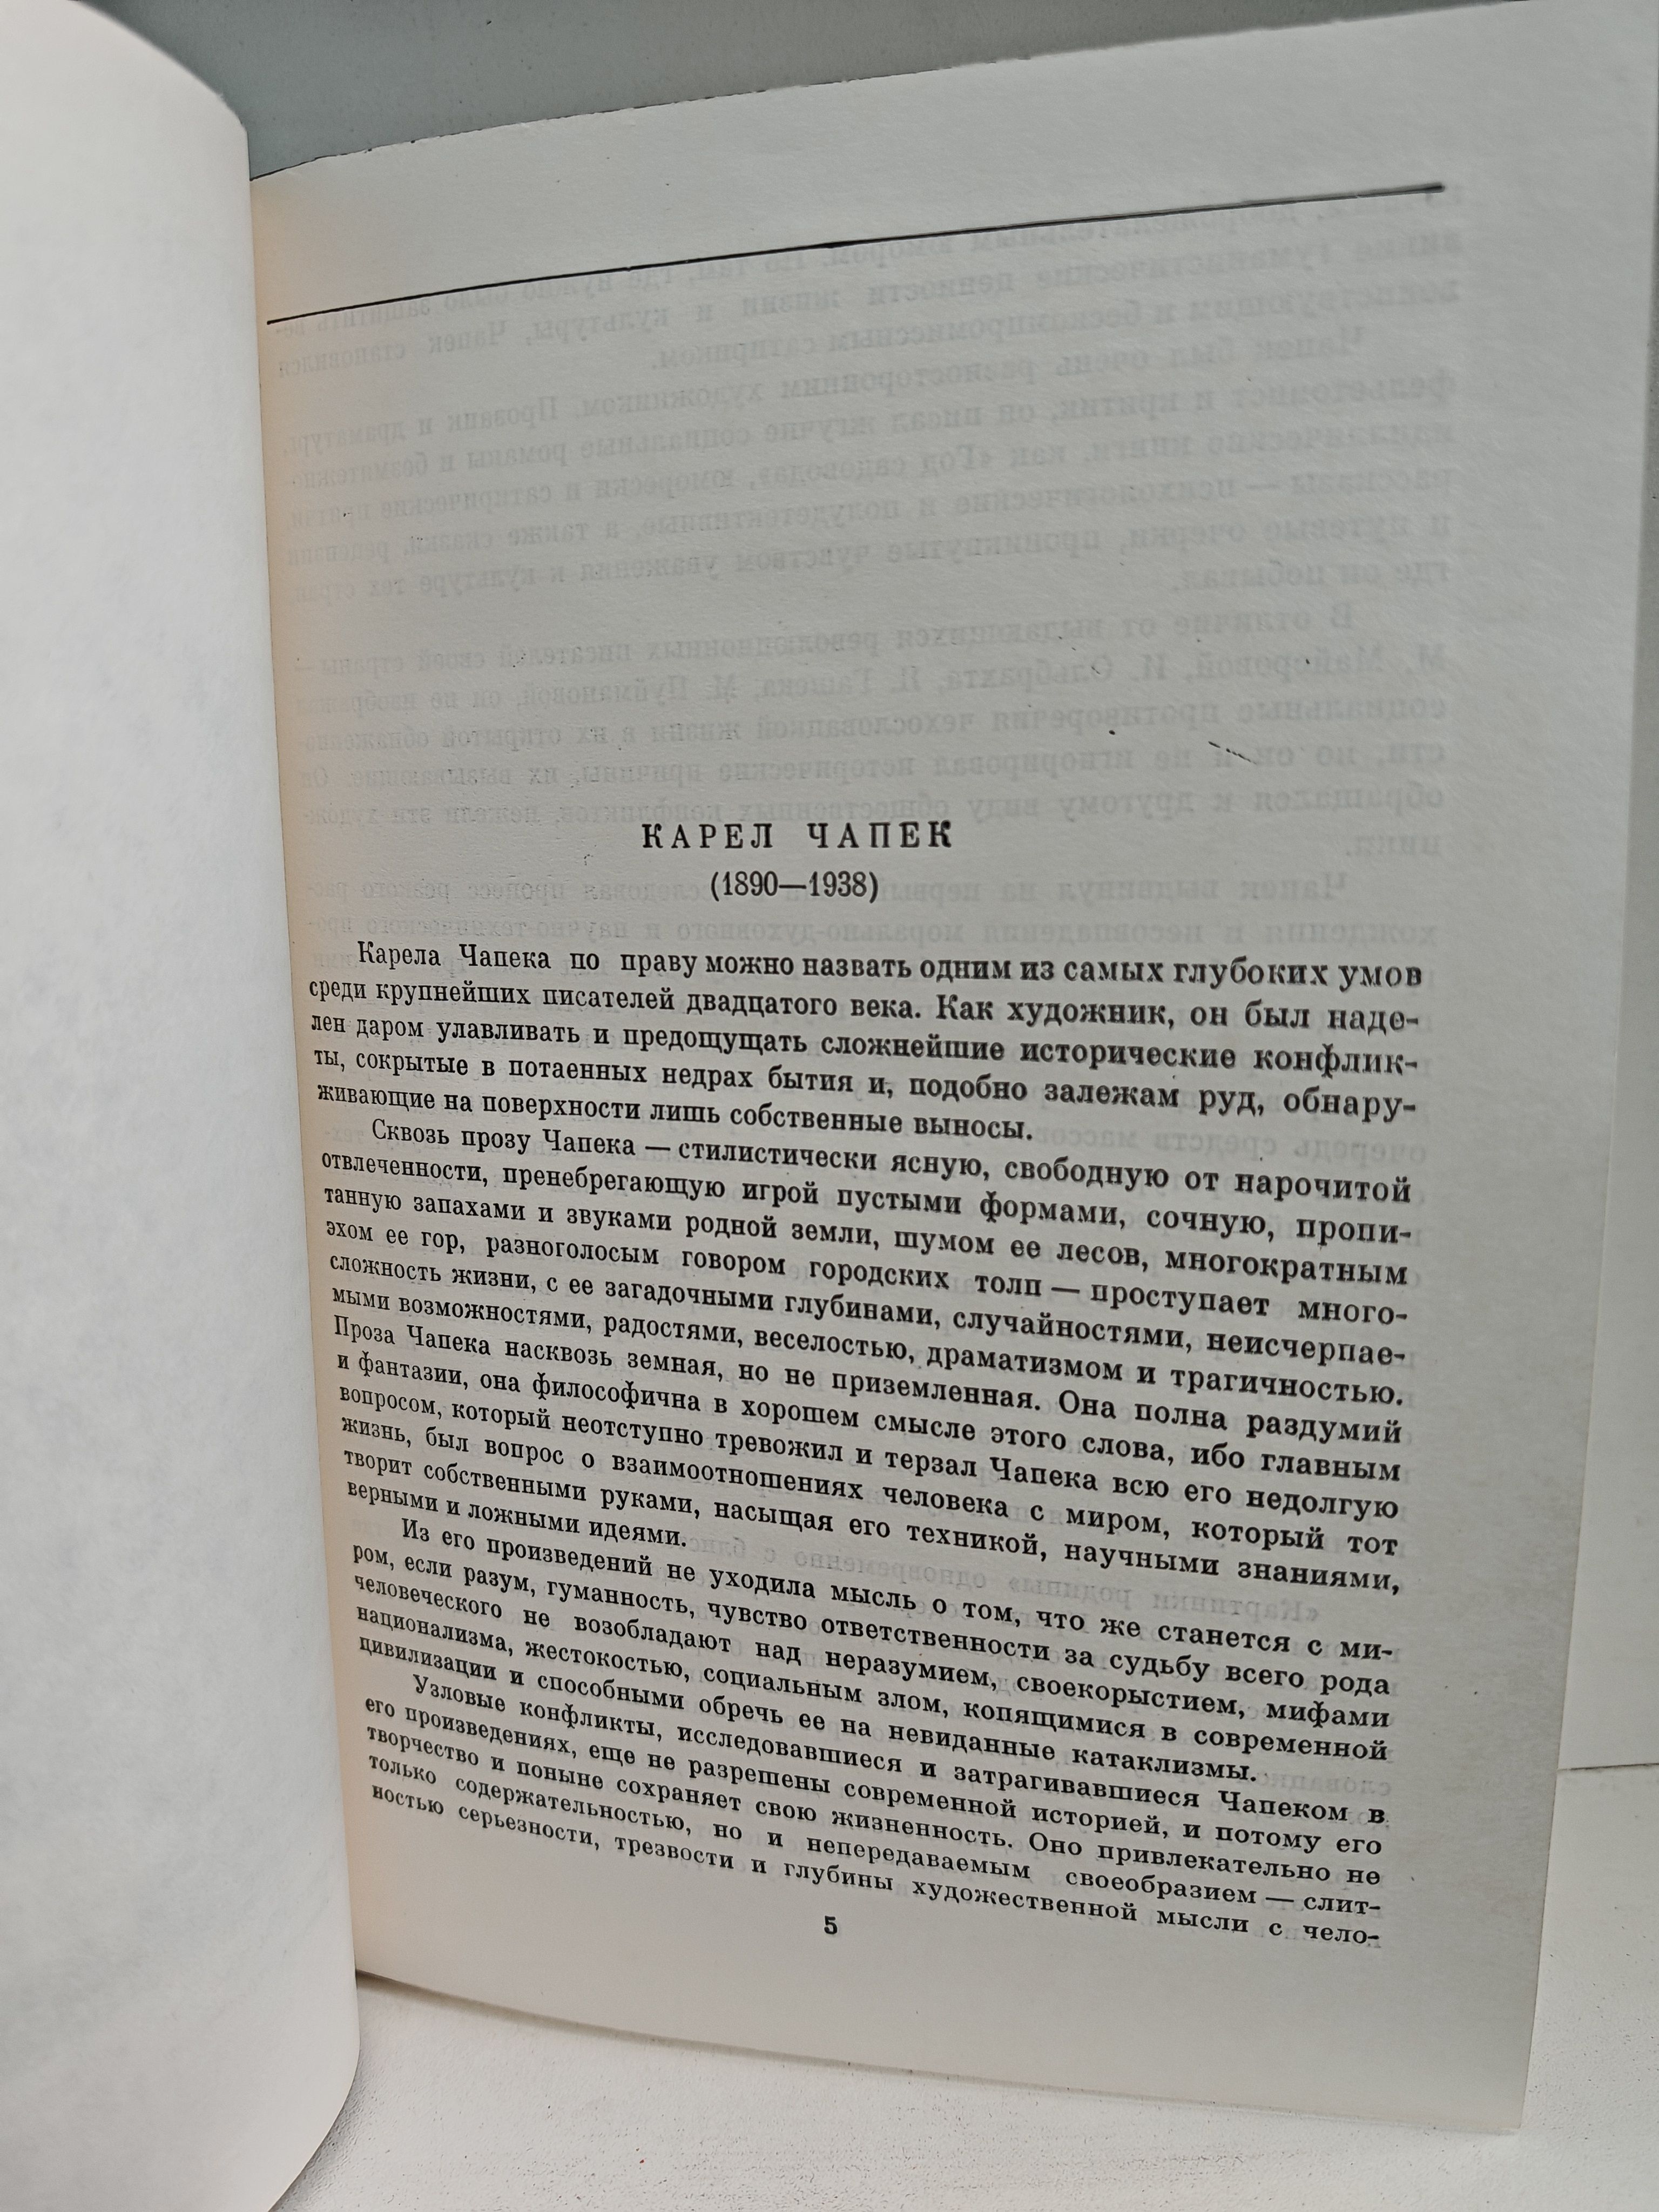 КАРЕЛ ЧАПЕК
(1890—1938)
Карела Чапека по праву можно назвать одним из самых глубоких умов
среди крупнейших писателей двадцатого века. Как художник, он был наде-
лен даром улавливать и предощущать сложнейшие исторические конфлик-
ты, сокрытые в потаенных недрах бытия и, подобно залежам руд, обнару-
живающие на поверхности лишь собственные выносы.
Сквозь прозу Чапека — стилистически ясную, свободную от нарочитой
отвлеченности, пренебрегающую игрой пустыми формами, сочную, пропи-
танную запахами и звуками родной земли, шумом ее лесов, многократным
эхом ее гор, разноголосым говором городских толп — проступает много-
сложность жизни, с ее загадочными глубинами, случайностями, неисчерпае-
мыми возможностями, радостями, веселостью, драматизмом и трагичностью.
Проза Чапека насквозь земная, но не приземленная. Она полна раздумий
и фантазии, она философична в хорошем смысле этого слова, ибо главным
вопросом, который неотступно тревожил и терзал Чапека всю его недолгую
жизнь, был вопрос о взаимоотношениях человека с миром, который тот
творит собственными руками, насыщая его техникой, научными знаниями,
верными и ложными идеями.
Из его произведений не уходила мысль о том, что же станется с ми-
ром, если разум, гуманность, чувство ответственности за судьбу всего рода
человеческого не возобладают над неразумием, своекорыстием, мифами
национализма, жестокостью, социальным злом, копящимися в современной
цивилизации и способными обречь ее на невиданные катаклизмы.
Узловые конфликты, исследовавшиеся и затрагивавшиеся Чапеком в
его произведениях, еще не разрешены современной историей, и потому его
творчество и поныне сохраняет свою жизненность. Оно привлекательно не
только содержательностью, но и непередаваемым своеобразием — слит-
ностью серьезности, трезвости и глубины художественной мысли с чело-
5